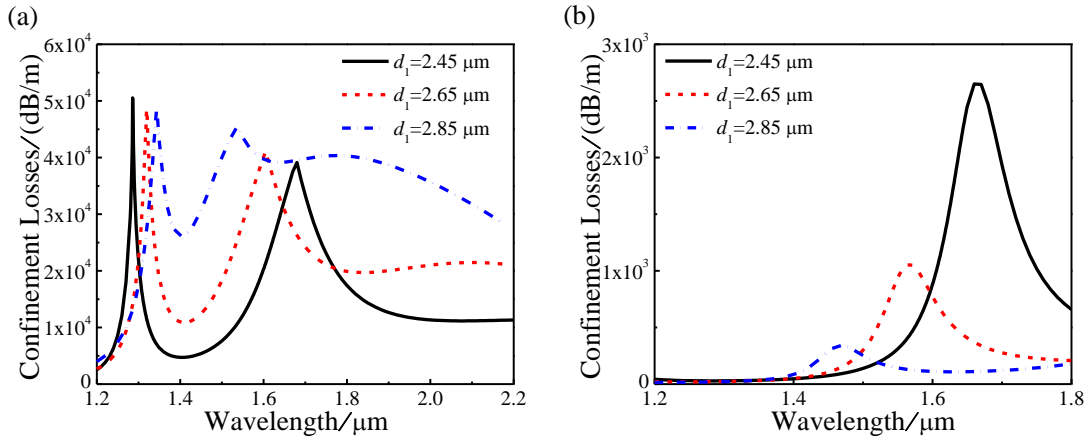 (a)
Confinement Losses/(dB/m)
6x10⁴
5x10⁴
4x10⁴
3x10⁴
2x10⁴
1x10⁴
0
d₁=2.45 μm
d₁=2.65 μm
d₁=2.85 μm
1.2 1.4 1.6 1.8 2.0 2.2
Wavelength/μm
(b)
Confinement Losses/(dB/m)
3x10³
2x10³
1x10³
0
d₁=2.45 μm
d₁=2.65 μm
d₁=2.85 μm
1.2 1.4 1.6 1.8
Wavelength/μm